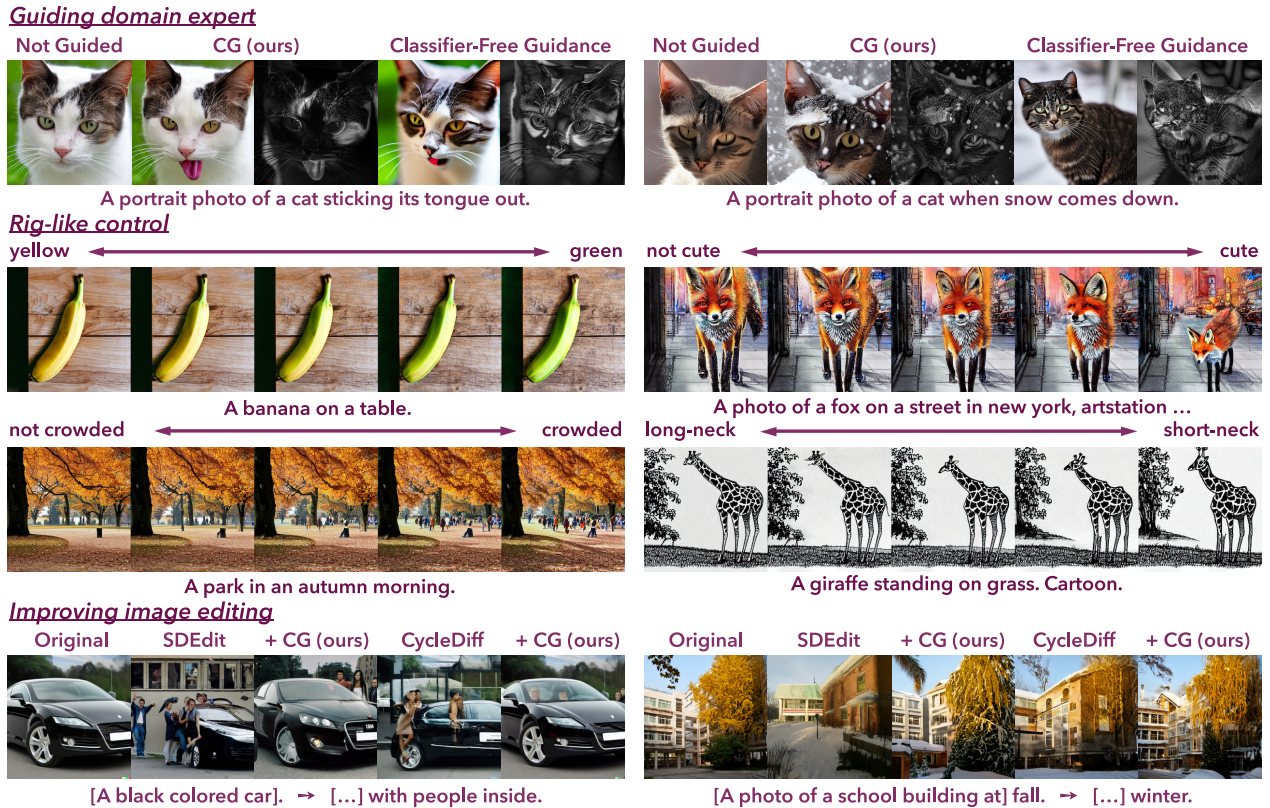 Guiding domain expert
Not Guided CG (ours) Classifier-Free Guidance
Not Guided CG (ours) Classifier-Free Guidance
A portrait photo of a cat sticking its tongue out.
A portrait photo of a cat when snow comes down.
Rig-like control
yellow green
not cute cute
A banana on a table.
A photo of a fox on a street in new york, artstation ...
not crowded crowded
long-neck short-neck
A park in an autumn morning.
A giraffe standing on grass. Cartoon.
Improving image editing
Original SDEdit + CG (ours) CycleDiff + CG (ours)
Original SDEdit + CG (ours) CycleDiff + CG (ours)
[A black colored car]. → [...] with people inside.
[A photo of a school building at] fall. → [...] winter.